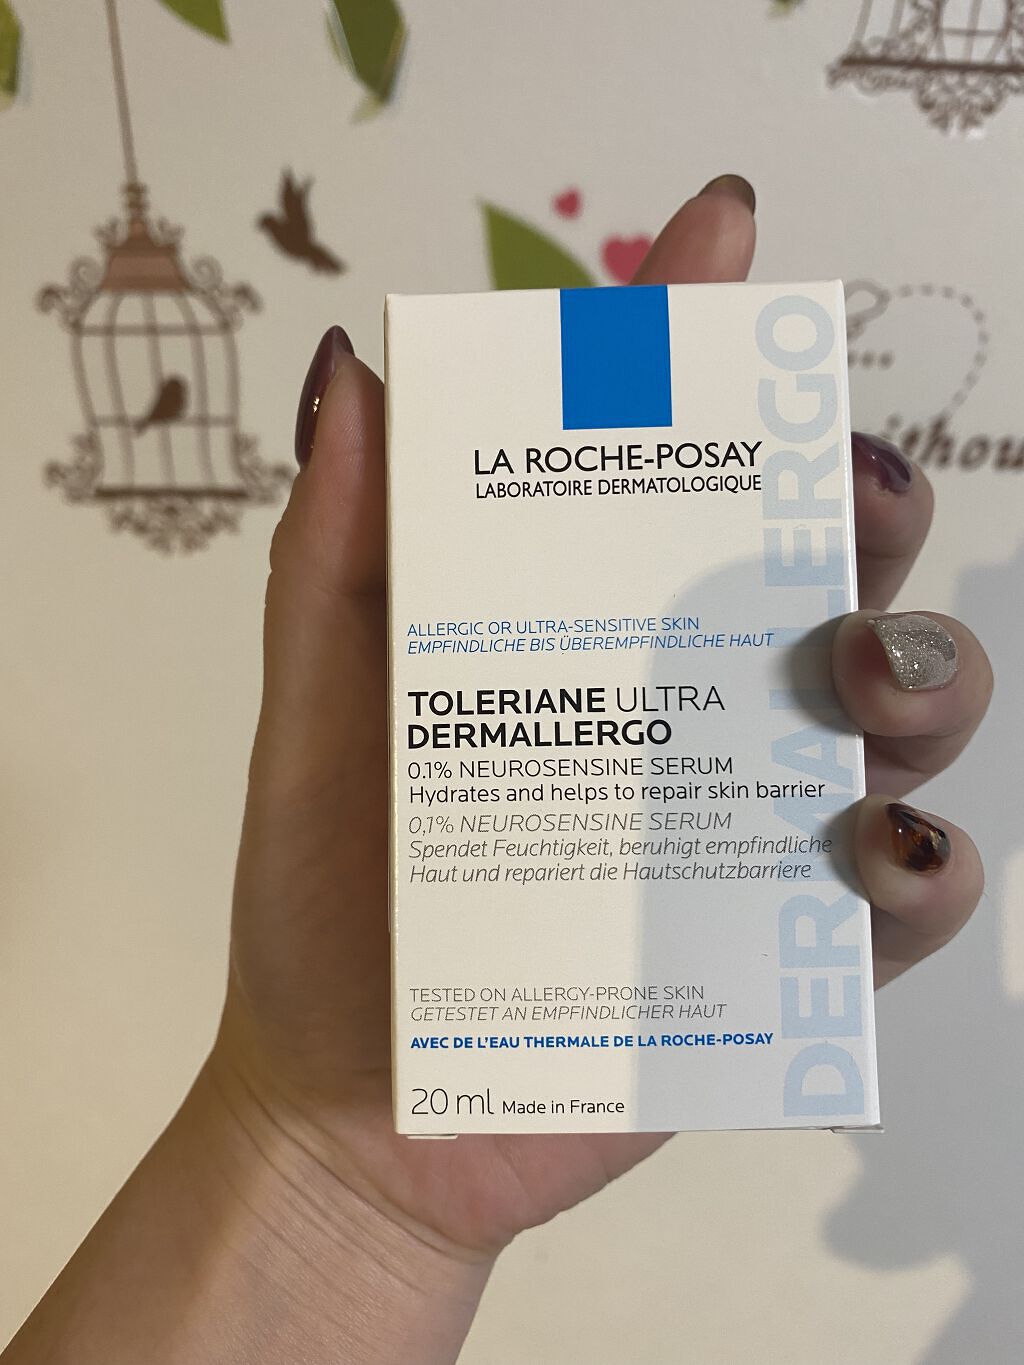 LA ROCHE-POSAY
LABORATOIRE DERMATOLOGIQUE
ALLERGIC OR ULTRA-SENSITIVE SKIN
EMPFINDLICHE BIS ÜBEREMPFINDLICHE HAUT
TOLERIANE ULTRA
DERMALLERGO
0.1% NEUROSENSINE SERUM
Hydrates and helps to repair skin barrier
0,1% NEUROSENSINE SERUM
Spendet Feuchtigkeit, beruhigt empfindliche
Haut und repariert die Hautschutzbarriere
TESTED ON ALLERGY-PRONE SKIN
GETESTET AN EMPFINDLICHER HAUT
AVEC DE L'EAU THERMALE DE LA ROCHE-POSAY
20 ml Made in France
DERMALLERGO